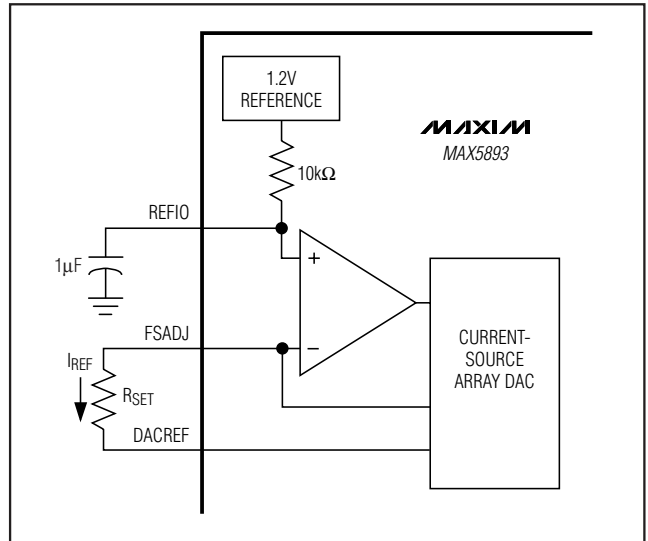 1.2V
REFERENCE
MAXIM
MAX5893
10kΩ
REFIO
1μF
+
FSADJ
−
IREF
RSET
DACREF
CURRENT-
SOURCE
ARRAY DAC